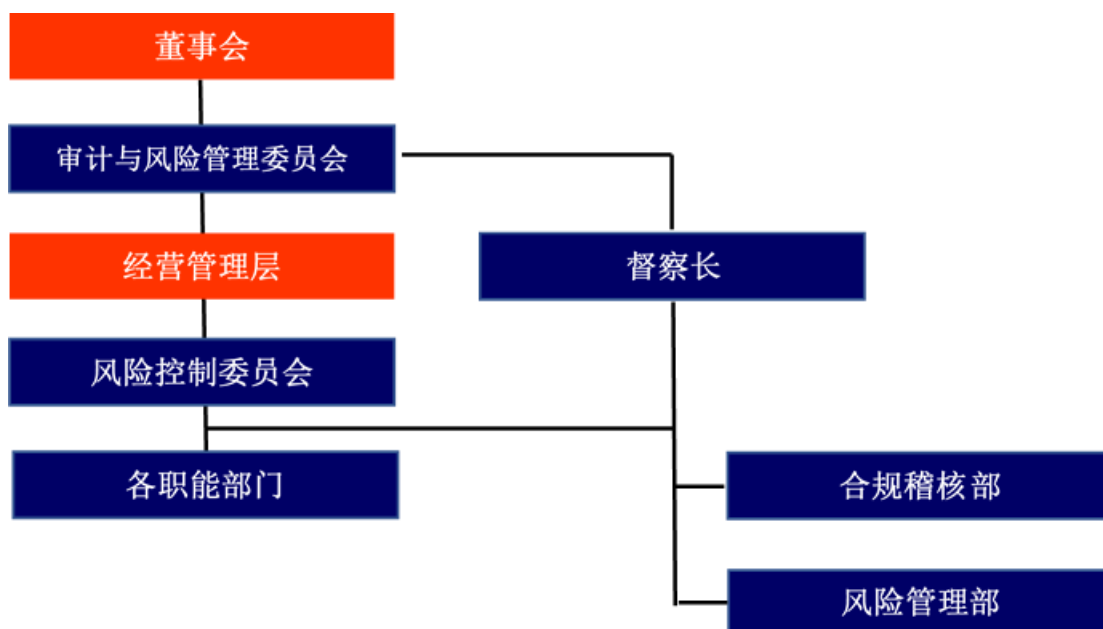 董事会
审计与风险管理委员会
经营管理层
督察长
风险控制委员会
各职能部门
合规稽核部
风险管理部